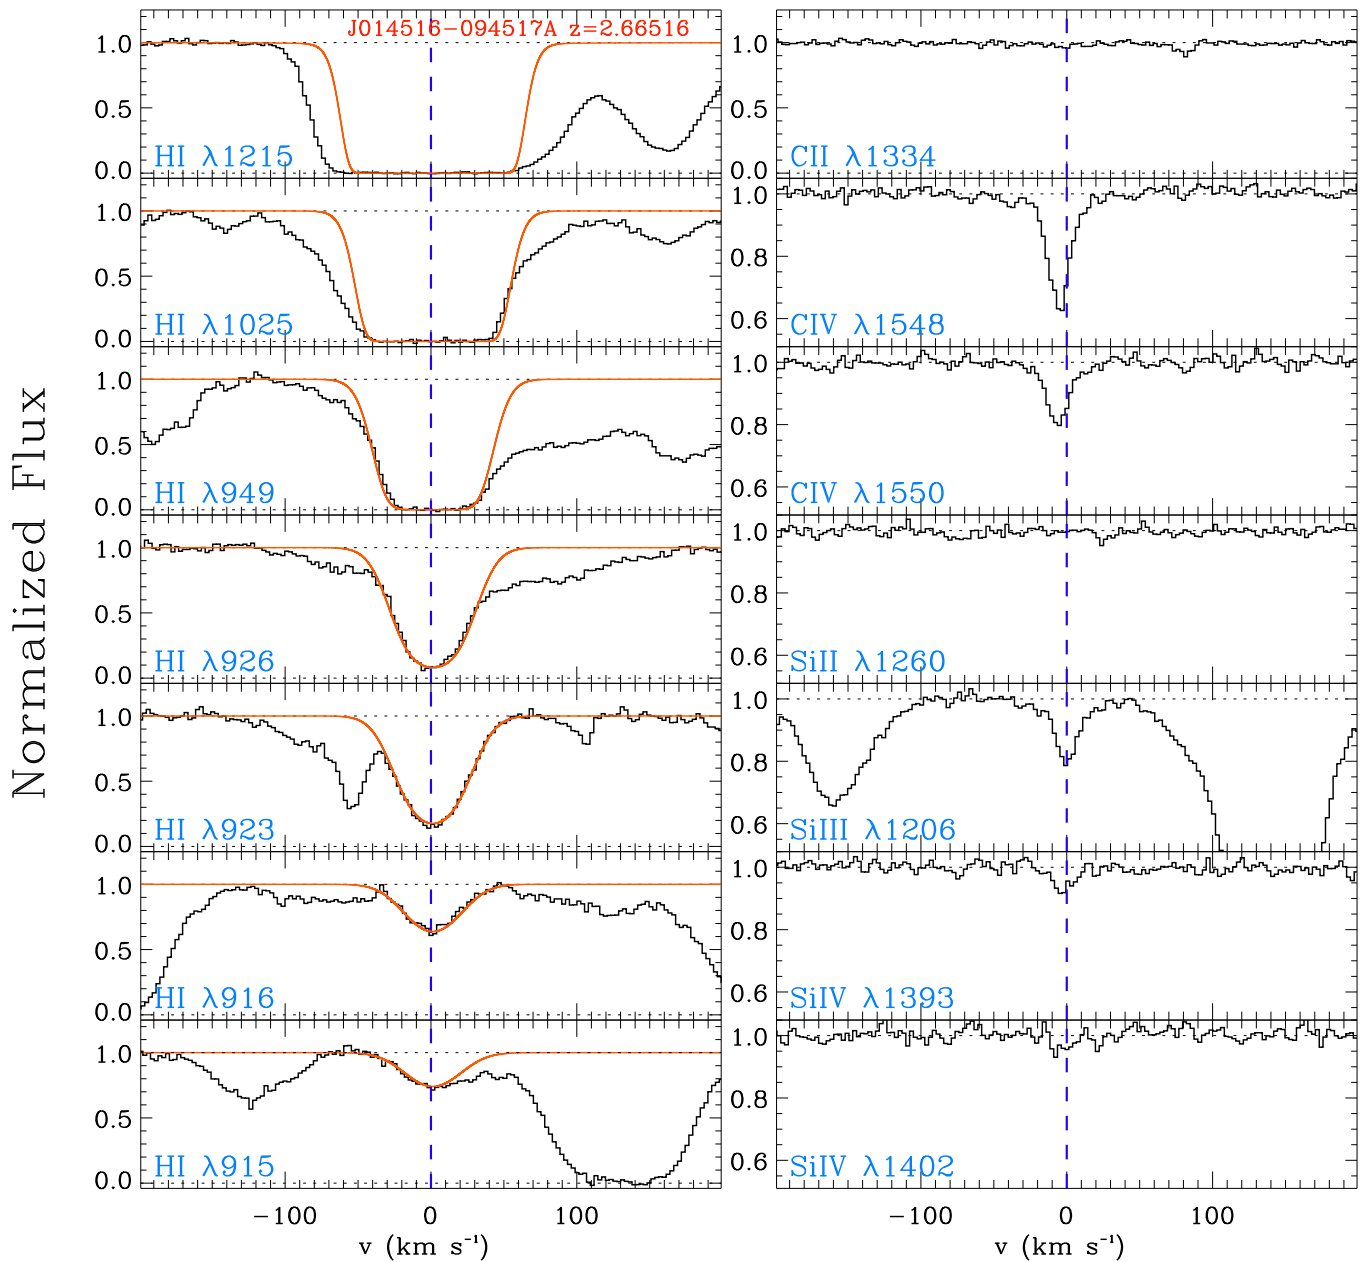 J014516-094517A z=2.66516
Normalized Flux
1.0
0.5
0.0
HI λ1215
1.0
0.5
0.0
HI λ1025
1.0
0.5
0.0
HI λ949
1.0
0.5
0.0
HI λ926
1.0
0.5
0.0
HI λ923
1.0
0.5
0.0
HI λ916
1.0
0.5
0.0
HI λ915
-100 0 100
v (km s⁻¹)
1.0
0.5
0.0
CII λ1334
1.0
0.8
0.6
CIV λ1548
1.0
0.8
0.6
CIV λ1550
1.0
0.8
0.6
SiII λ1260
1.0
0.8
0.6
SiIII λ1206
1.0
0.8
0.6
SiIV λ1393
1.0
0.8
0.6
SiIV λ1402
-100 0 100
v (km s⁻¹)